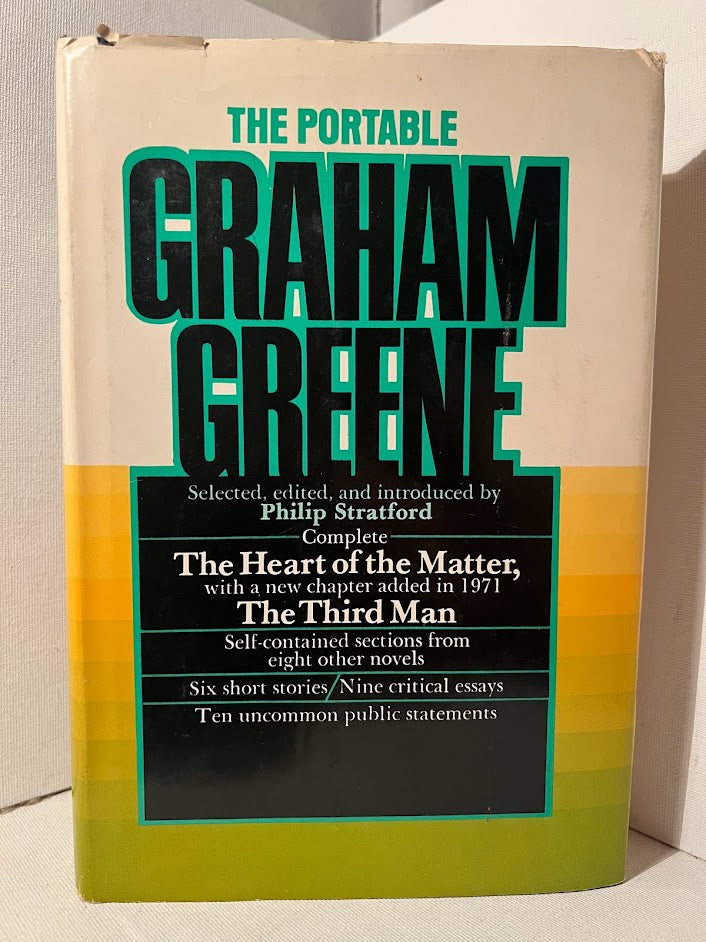 THE PORTABLE
GRAHAM
GREENE
Selected, edited, and introduced by
Philip Stratford
Complete
The Heart of the Matter,
with a new chapter added in 1971
The Third Man
Self-contained sections from
eight other novels
Six short stories/Nine critical essays
Ten uncommon public statements